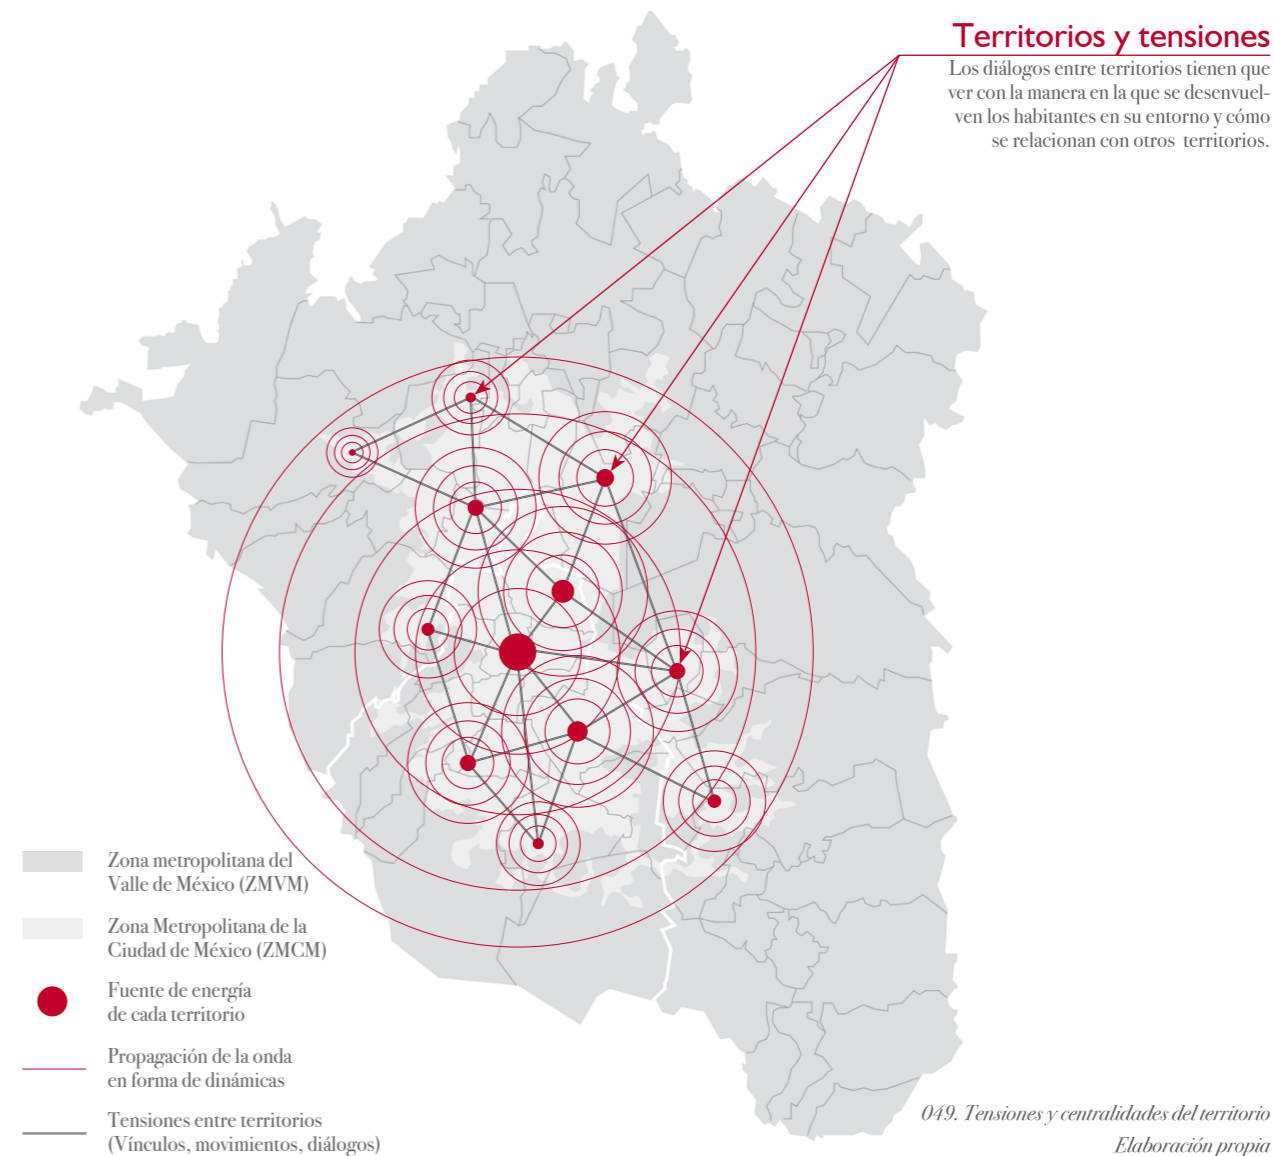 Territorios y tensiones
Los diálogos entre territorios tienen que
ver con la manera en la que se desenvuel-
ven los habitantes en su entorno y cómo
se relacionan con otros territorios.
Zona metropolitana del
Valle de México (ZMVM)
Zona Metropolitana de la
Ciudad de México (ZMCM)
Fuente de energía
de cada territorio
Propagación de la onda
en forma de dinámicas
Tensiones entre territorios
(Vínculos, movimientos, diálogos)
049. Tensiones y centralidades del territorio
Elaboración propia